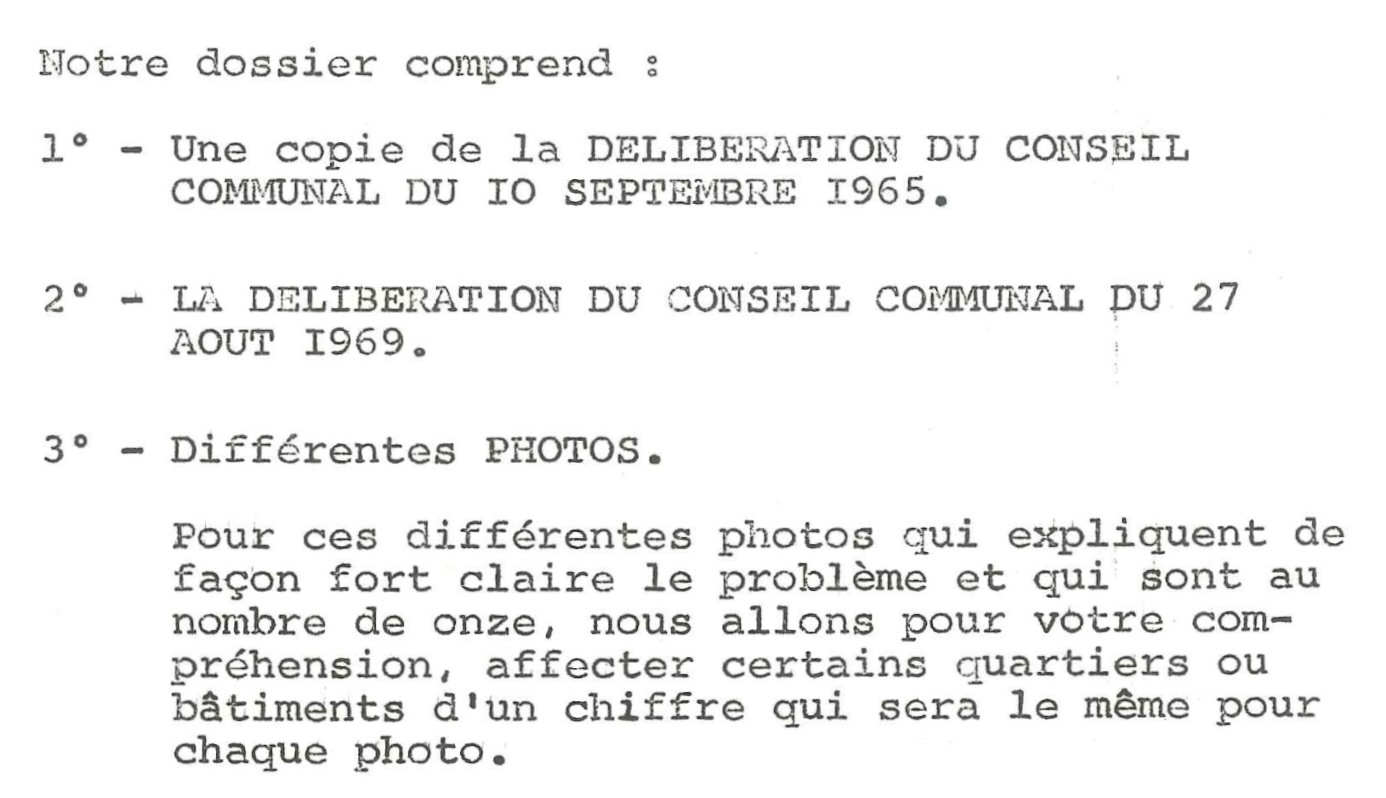 Notre dossier comprend :
1° - Une copie de la DELIBERATION DU CONSEIL
COMMUNAL DU IO SEPTEMBRE I965.
2° - LA DELIBERATION DU CONSEIL COMMUNAL DU 27
AOUT I969.
3° - Différentes PHOTOS.
Pour ces différentes photos qui expliquent de
façon fort claire le problème et qui sont au
nombre de onze, nous allons pour votre com-
préhension, affecter certains quartiers ou
bâtiments d'un chiffre qui sera le même pour
chaque photo.